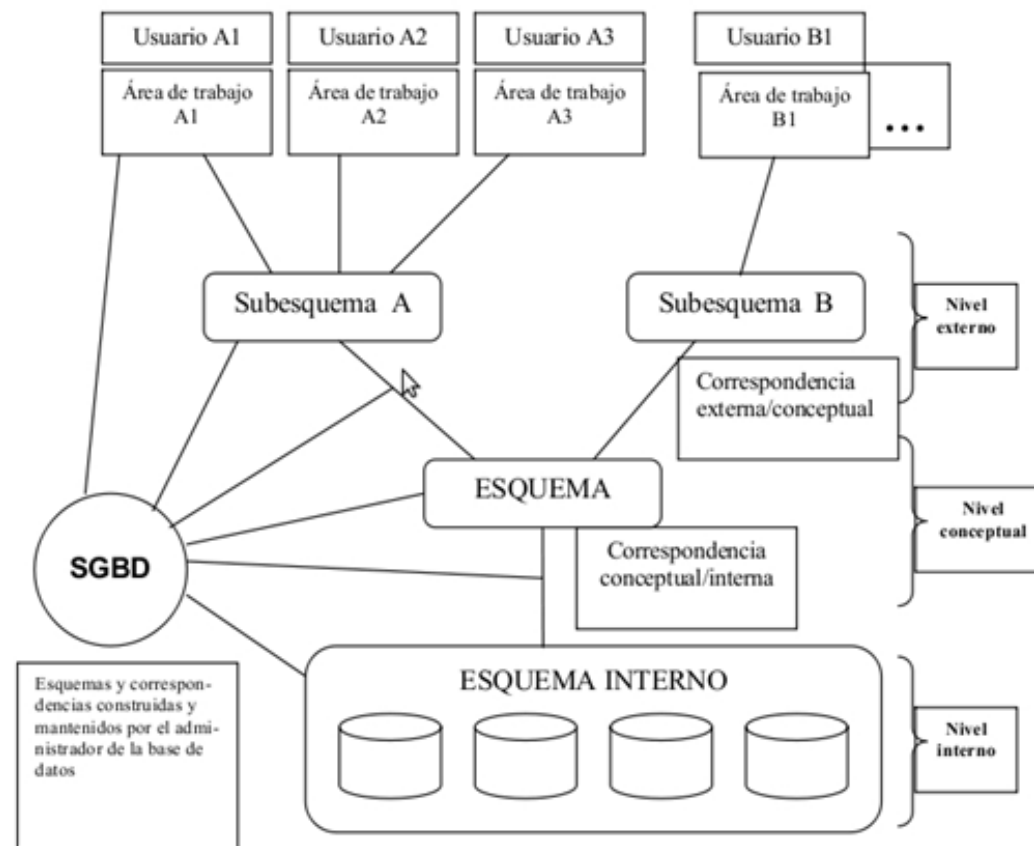 Usuario A1
Usuario A2
Usuario A3
Usuario B1
Área de trabajo
A1
Área de trabajo
A2
Área de trabajo
A3
Área de trabajo
B1
...
Subesquema A
Subesquema B
Nivel
externo
Correspondencia
externa/conceptual
ESQUEMA
Nivel
conceptual
SGBD
Correspondencia
conceptual/interna
ESQUEMA INTERNO
Esquemas y correspon-
dencias construidas y
mantenidos por el admi-
nistrador de la base de
datos
Nivel
interno